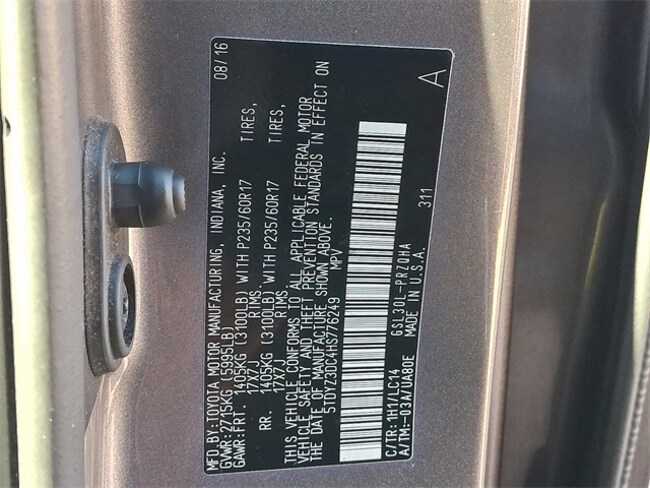 MFD.BY:TOYOTA MOTOR MANUFACTURING, INDIANA, INC. 08/16
GVWR:2715KG (5985LB)
GAWR:FRT. 1405KG (3100LB) WITH P235/60R17 TIRES,
17X7J RIMS.
RR. 1405KG (3100LB) WITH P235/60R17 TIRES,
17X7J RIMS.
THIS VEHICLE CONFORMS TO ALL APPLICABLE FEDERAL MOTOR
VEHICLE SAFETY AND THEFT PREVENTION STANDARDS IN EFFECT ON
THE DATE OF MANUFACTURE SHOWN ABOVE.
5TDYZ3DC4HS776249 MPV
A
C/TR:1H1/LC14 GSL30L-PRZQHA 311
A/TM:-03A/UA80E MADE IN U.S.A.